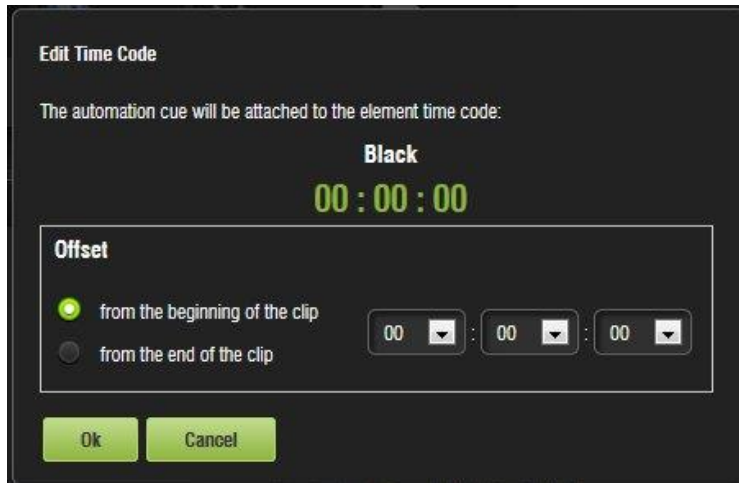 Edit Time Code
The automation cue will be attached to the element time code:
Black
00 : 00 : 00
Offset
from the beginning of the clip
00 : 00 : 00
from the end of the clip
Ok Cancel